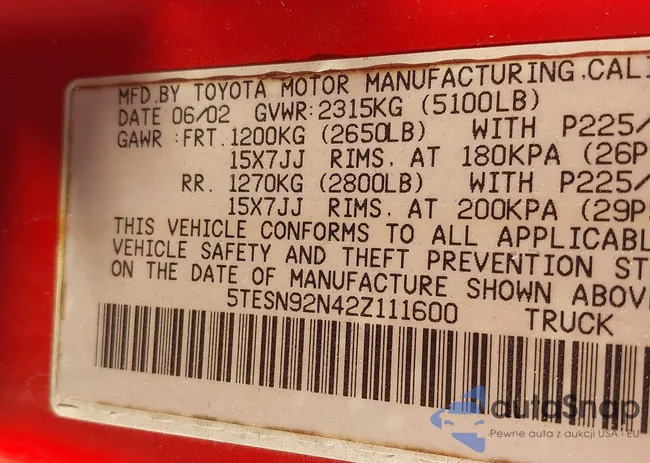 MFD.BY TOYOTA MOTOR MANUFACTURING,CALI
DATE 06/02 GVWR:2315KG (5100LB)
GAWR :FRT.1200KG (2650LB) WITH P225/
15X7JJ RIMS, AT 180KPA (26P
RR. 1270KG (2800LB) WITH P225/
15X7JJ RIMS, AT 200KPA (29P
THIS VEHICLE CONFORMS TO ALL APPLICABL
VEHICLE SAFETY AND THEFT PREVENTION ST
ON THE DATE OF MANUFACTURE SHOWN ABOV
5TESN92N42Z111600 TRUCK
autoSnap
Pewne auta z aukcji USA i EU